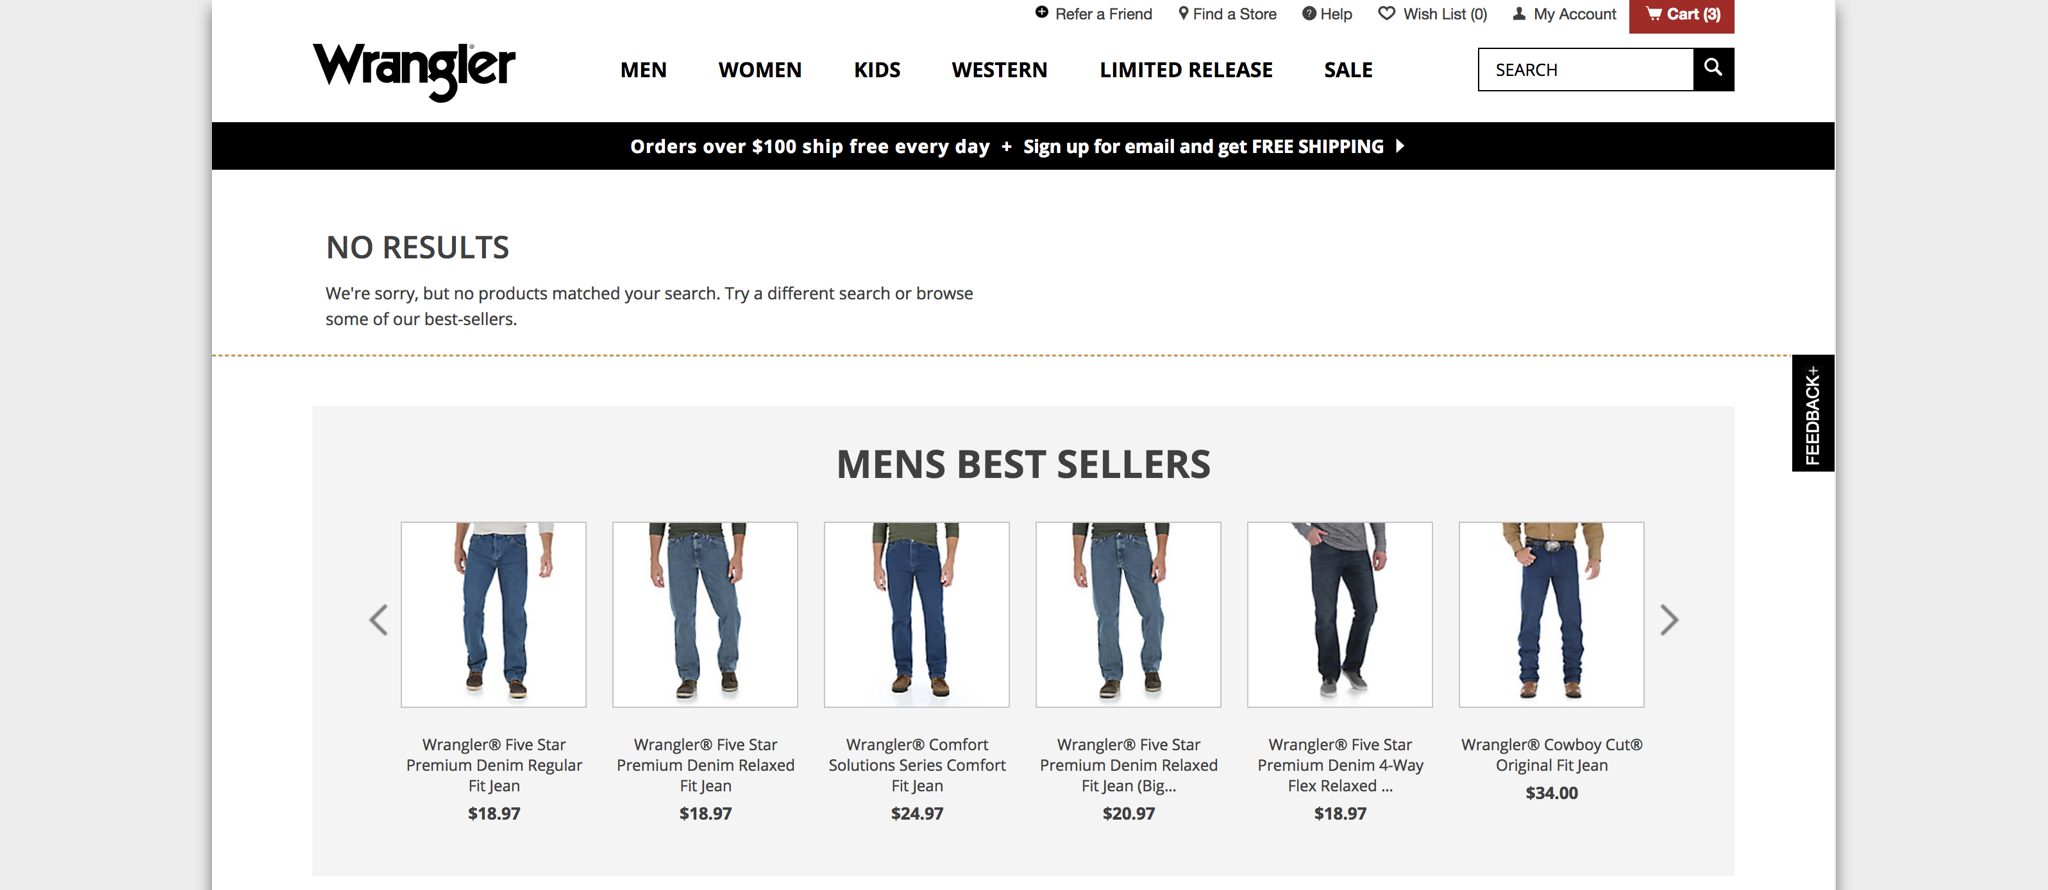 Refer a Friend Find a Store Help Wish List (0) My Account Cart (3)
Wrangler®
MEN WOMEN KIDS WESTERN LIMITED RELEASE SALE SEARCH
Orders over $100 ship free every day + Sign up for email and get FREE SHIPPING
NO RESULTS
We're sorry, but no products matched your search. Try a different search or browse
some of our best-sellers.
FEEDBACK+
MENS BEST SELLERS
Wrangler® Five Star
Premium Denim Regular
Fit Jean
$18.97
Wrangler® Five Star
Premium Denim Relaxed
Fit Jean
$18.97
Wrangler® Comfort
Solutions Series Comfort
Fit Jean
$24.97
Wrangler® Five Star
Premium Denim Relaxed
Fit Jean (Big...
$20.97
Wrangler® Five Star
Premium Denim 4-Way
Flex Relaxed ...
$18.97
Wrangler® Cowboy Cut®
Original Fit Jean
$34.00